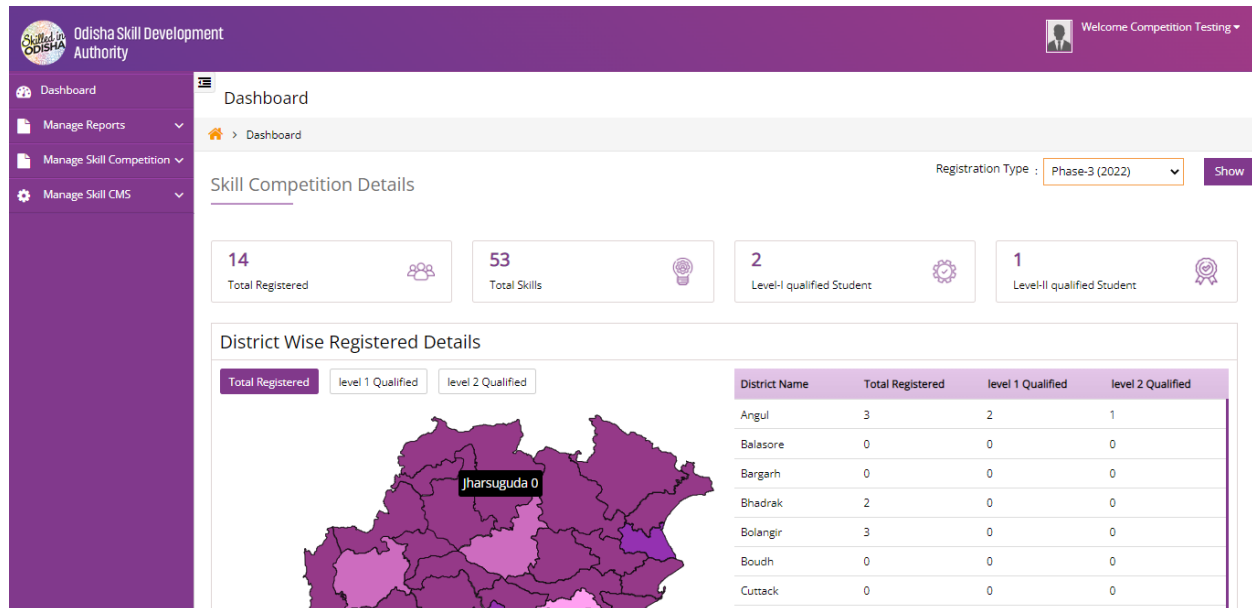 Skilled in
ODISHA
Odisha Skill Development
Authority
Welcome Competition Testing
Dashboard
Manage Reports
Manage Skill Competition
Manage Skill CMS
Dashboard
> Dashboard
Skill Competition Details
Registration Type : Phase-3 (2022) Show
14
Total Registered
53
Total Skills
2
Level-I qualified Student
1
Level-II qualified Student
District Wise Registered Details
Total Registered level 1 Qualified level 2 Qualified
Jharsuguda 0
District Name Total Registered level 1 Qualified level 2 Qualified
Angul 3 2 1
Balasore 0 0 0
Bargarh 0 0 0
Bhadrak 2 0 0
Bolangir 3 0 0
Boudh 0 0 0
Cuttack 0 0 0